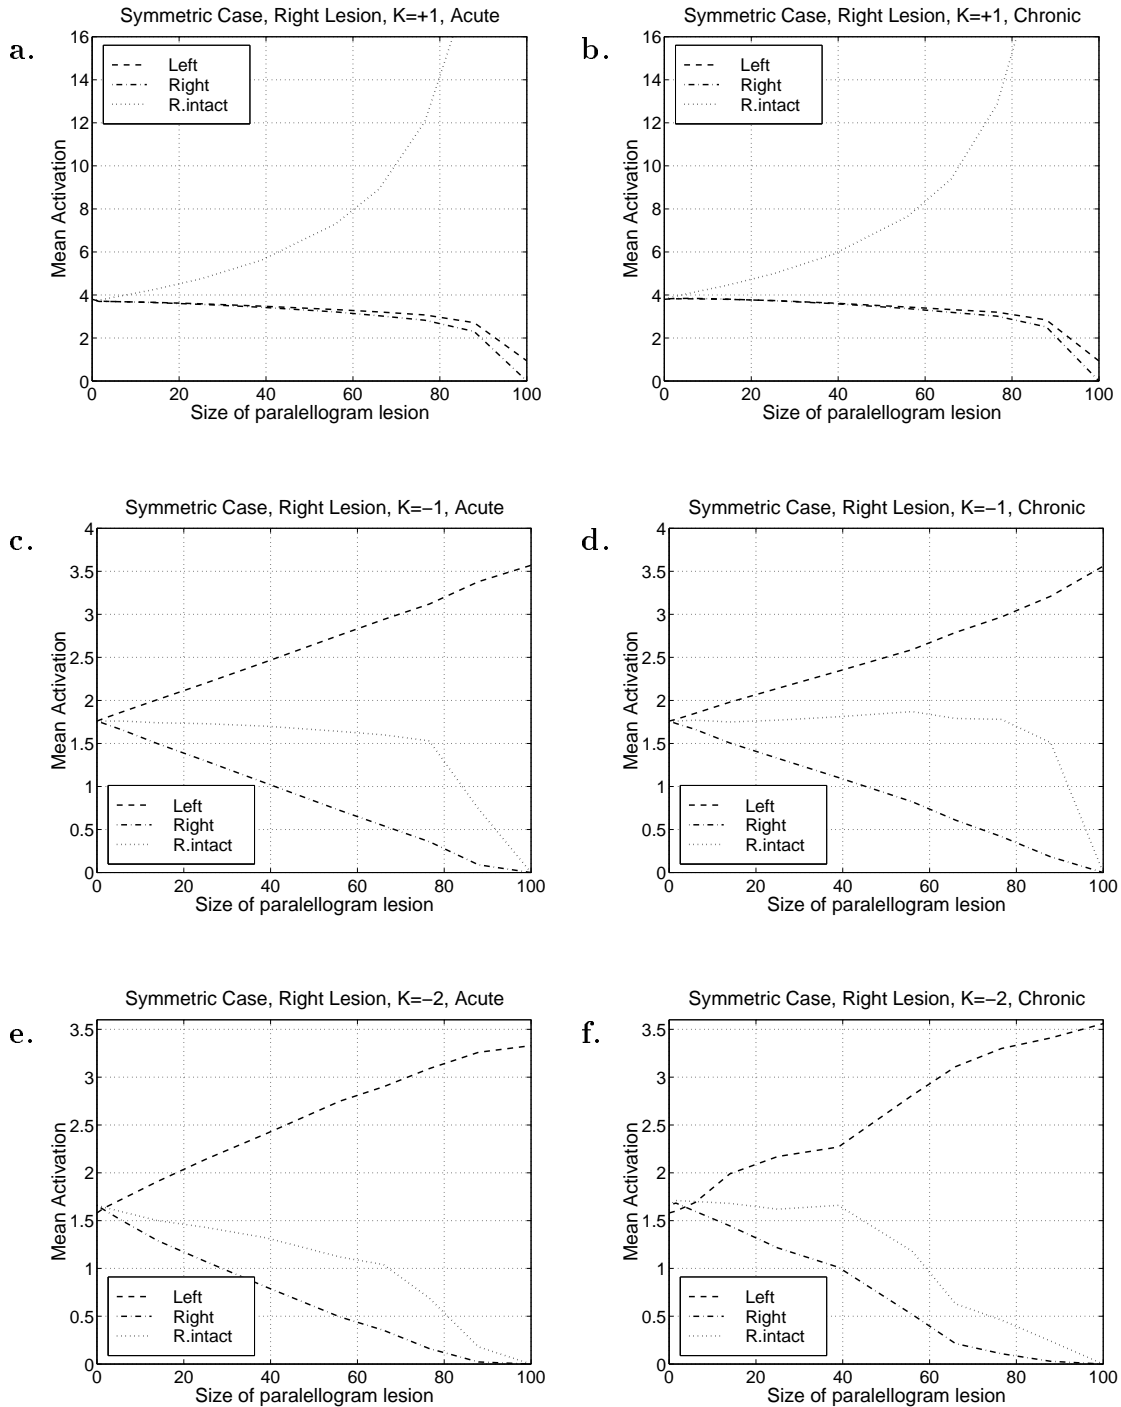 Symmetric Case, Right Lesion, K=+1, Acute
a.
Mean Activation
16
14
12
10
8
6
4
2
0
Left
Right
R.intact
0 20 40 60 80 100
Size of paralellogram lesion
Symmetric Case, Right Lesion, K=+1, Chronic
b.
Mean Activation
16
14
12
10
8
6
4
2
0
Left
Right
R.intact
0 20 40 60 80 100
Size of paralellogram lesion
Symmetric Case, Right Lesion, K=−1, Acute
c.
Mean Activation
4
3.5
3
2.5
2
1.5
1
0.5
0
Left
Right
R.intact
0 20 40 60 80 100
Size of paralellogram lesion
Symmetric Case, Right Lesion, K=−1, Chronic
d.
Mean Activation
4
3.5
3
2.5
2
1.5
1
0.5
0
Left
Right
R.intact
0 20 40 60 80 100
Size of paralellogram lesion
Symmetric Case, Right Lesion, K=−2, Acute
e.
Mean Activation
3.5
3
2.5
2
1.5
1
0.5
0
Left
Right
R.intact
0 20 40 60 80 100
Size of paralellogram lesion
Symmetric Case, Right Lesion, K=−2, Chronic
f.
Mean Activation
3.5
3
2.5
2
1.5
1
0.5
0
Left
Right
R.intact
0 20 40 60 80 100
Size of paralellogram lesion